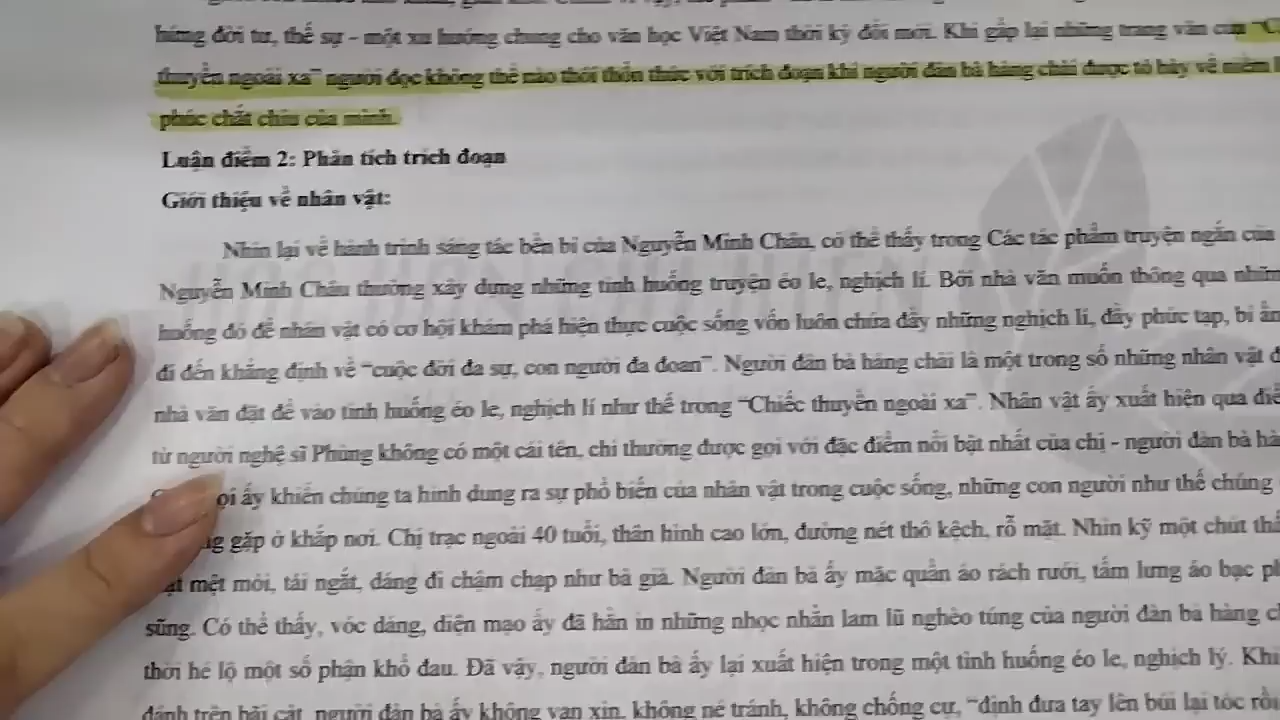 hứng đời tư, thế sự - một xu hướng chung cho văn học Việt Nam thời kỳ đổi mới. Khi gặp lại những trang văn của "C
thuyền ngoài xa" người đọc không thể nào thôi thổn thức với trích đoạn khi người đàn bà hàng chài được tỏ bày về niềm
phúc chắt chiu của mình.
Luận điểm 2: Phân tích trích đoạn
Giới thiệu về nhân vật:
Nhìn lại về hành trình sáng tác bền bỉ của Nguyễn Minh Châu, có thể thấy trong Các tác phẩm truyện ngắn của
Nguyễn Minh Châu thường xây dựng những tình huống truyện éo le, nghịch lí. Bởi nhà văn muốn thông qua nhữn
huống đó để nhân vật có cơ hội khám phá hiện thực cuộc sống vốn luôn chứa đầy những nghịch lí, đầy phức tạp, bí ẩn
đi đến khẳng định về "cuộc đời đa sự, con người đa đoan". Người đàn bà hàng chài là một trong số những nhân vật đ
nhà văn đặt để vào tình huống éo le, nghịch lí như thế trong "Chiếc thuyền ngoài xa". Nhân vật ấy xuất hiện qua điể
từ người nghệ sĩ Phùng không có một cái tên, chỉ thường được gọi với đặc điểm nổi bật nhất của chị - người đàn bà hà
ọi ấy khiến chúng ta hình dung ra sự phổ biến của nhân vật trong cuộc sống, những con người như thế chúng
ng gặp ở khắp nơi. Chị trạc ngoài 40 tuổi, thân hình cao lớn, đường nét thô kệch, rỗ mặt. Nhìn kỹ một chút thấ
ặt mệt mỏi, tái ngắt, dáng đi chậm chạp như bà già. Người đàn bà ấy mặc quần áo rách rưới, tấm lưng áo bạc ph
sũng. Có thể thấy, vóc dáng, diện mạo ấy đã hằn in những nhọc nhằn lam lũ nghèo túng của người đàn bà hàng c
thời hé lộ một số phận khổ đau. Đã vậy, người đàn bà ấy lại xuất hiện trong một tình huống éo le, nghịch lý. Khi
đánh trên bãi cát, người đàn bà ấy không van xin, không né tránh, không chống cự, "định đưa tay lên búi lại tóc rồ